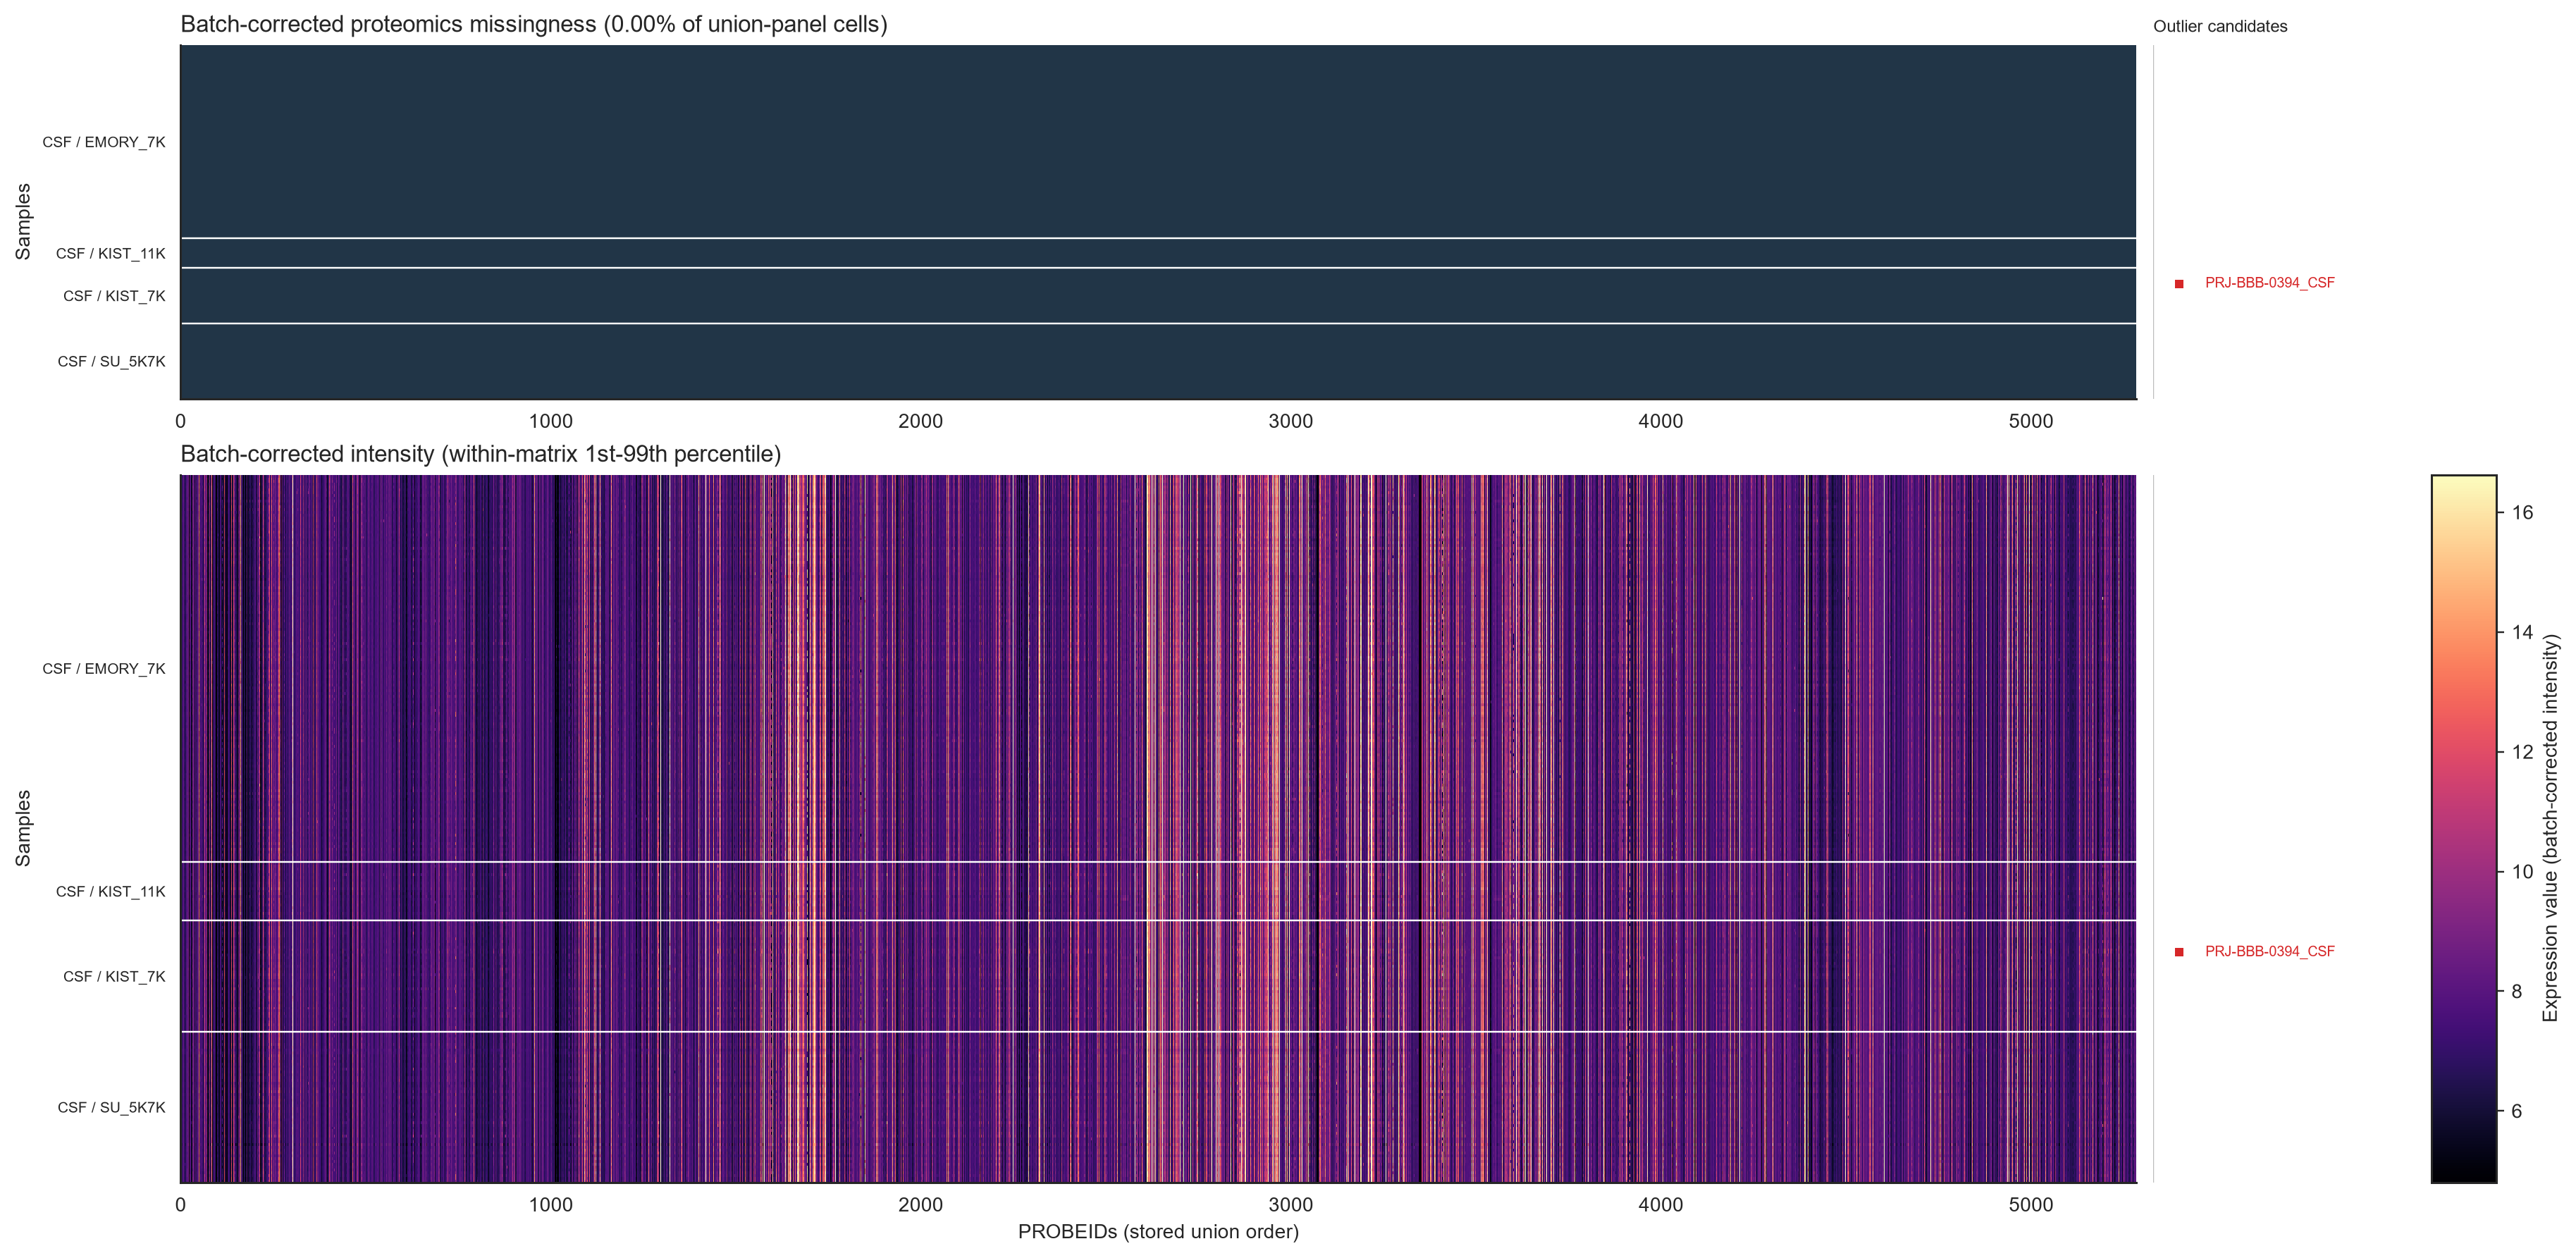 Batch-corrected proteomics missingness (0.00% of union-panel cells)
Outlier candidates
Samples
CSF / EMORY_7K
CSF / KIST_11K
CSF / KIST_7K
CSF / SU_5K7K
PRJ-BBB-0394_CSF
0 1000 2000 3000 4000 5000
Batch-corrected intensity (within-matrix 1st-99th percentile)
Samples
CSF / EMORY_7K
CSF / KIST_11K
CSF / KIST_7K
CSF / SU_5K7K
PRJ-BBB-0394_CSF
0 1000 2000 3000 4000 5000
PROBEIDs (stored union order)
16
14
12
10
8
6
Expression value (batch-corrected intensity)